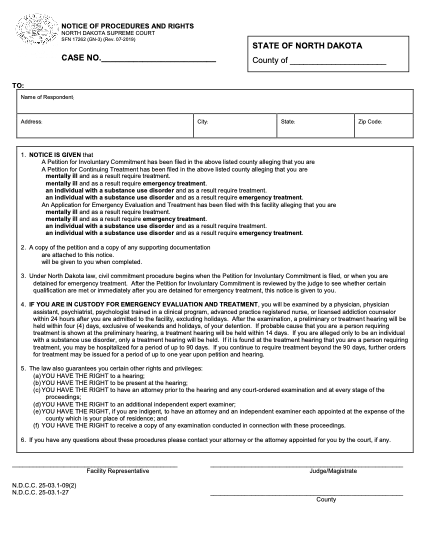 NOTICE OF PROCEDURES AND RIGHTS
NORTH DAKOTA SUPREME COURT
SFN 17262 (GN-3) (Rev. 07-2019)
CASE NO.
STATE OF NORTH DAKOTA
County of
TO:
Name of Respondent:
Address: City: State: Zip Code:
1. NOTICE IS GIVEN that
A Petition for Involuntary Commitment has been filed in the above listed county alleging that you are
A Petition for Continuing Treatment has been filed in the above listed county alleging that you are
mentally ill and as a result require treatment.
mentally ill and as a result require emergency treatment.
an individual with a substance use disorder and as a result require treatment.
an individual with a substance use disorder and as a result require emergency treatment.
An Application for Emergency Evaluation and Treatment has been filed with this facility alleging that you are
mentally ill and as a result require treatment.
mentally ill and as a result require emergency treatment.
an individual with a substance use disorder and as a result require treatment.
an individual with a substance use disorder and as a result require emergency treatment.
2. A copy of the petition and a copy of any supporting documentation
are attached to this notice.
will be given to you when completed.
3. Under North Dakota law, civil commitment procedure begins when the Petition for Involuntary Commitment is filed, or when you are
detained for emergency treatment. After the Petition for Involuntary Commitment is reviewed by the judge to see whether certain
qualification are met or immediately after you are detained for emergency treatment, this notice is given to you.
4. IF YOU ARE IN CUSTODY FOR EMERGENCY EVALUATION AND TREATMENT, you will be examined by a physician, physician
assistant, psychiatrist, psychologist trained in a clinical program, advanced practice registered nurse, or licensed addiction counselor
within 24 hours after you are admitted to the facility, excluding holidays. After the examination, a preliminary or treatment hearing will be
held within four (4) days, exclusive of weekends and holidays, of your detention. If probable cause that you are a person requiring
treatment is shown at the preliminary hearing, a treatment hearing will be held within 14 days. If you are alleged only to be an individual
with a substance use disorder, only a treatment hearing will be held. If it is found at the treatment hearing that you are a person requiring
treatment, you may be hospitalized for a period of up to 90 days. If you continue to require treatment beyond the 90 days, further orders
for treatment may be issued for a period of up to one year upon petition and hearing.
5. The law also guarantees you certain other rights and privileges:
(a) YOU HAVE THE RIGHT to a hearing;
(b) YOU HAVE THE RIGHT to be present at the hearing;
(c) YOU HAVE THE RIGHT to have an attorney prior to the hearing and any court-ordered examination and at every stage of the
proceedings;
(d) YOU HAVE THE RIGHT to an additional independent expert examiner;
(e) YOU HAVE THE RIGHT, if you are indigent, to have an attorney and an independent examiner each appointed at the expense of the
county which is your place of residence; and
(f) YOU HAVE THE RIGHT to receive a copy of any examination conducted in connection with these proceedings.
6. If you have any questions about these procedures please contact your attorney or the attorney appointed for you by the court, if any.
Facility Representative Judge/Magistrate
N.D.C.C. 25-03.1-09(2)
N.D.C.C. 25-03.1-27
County